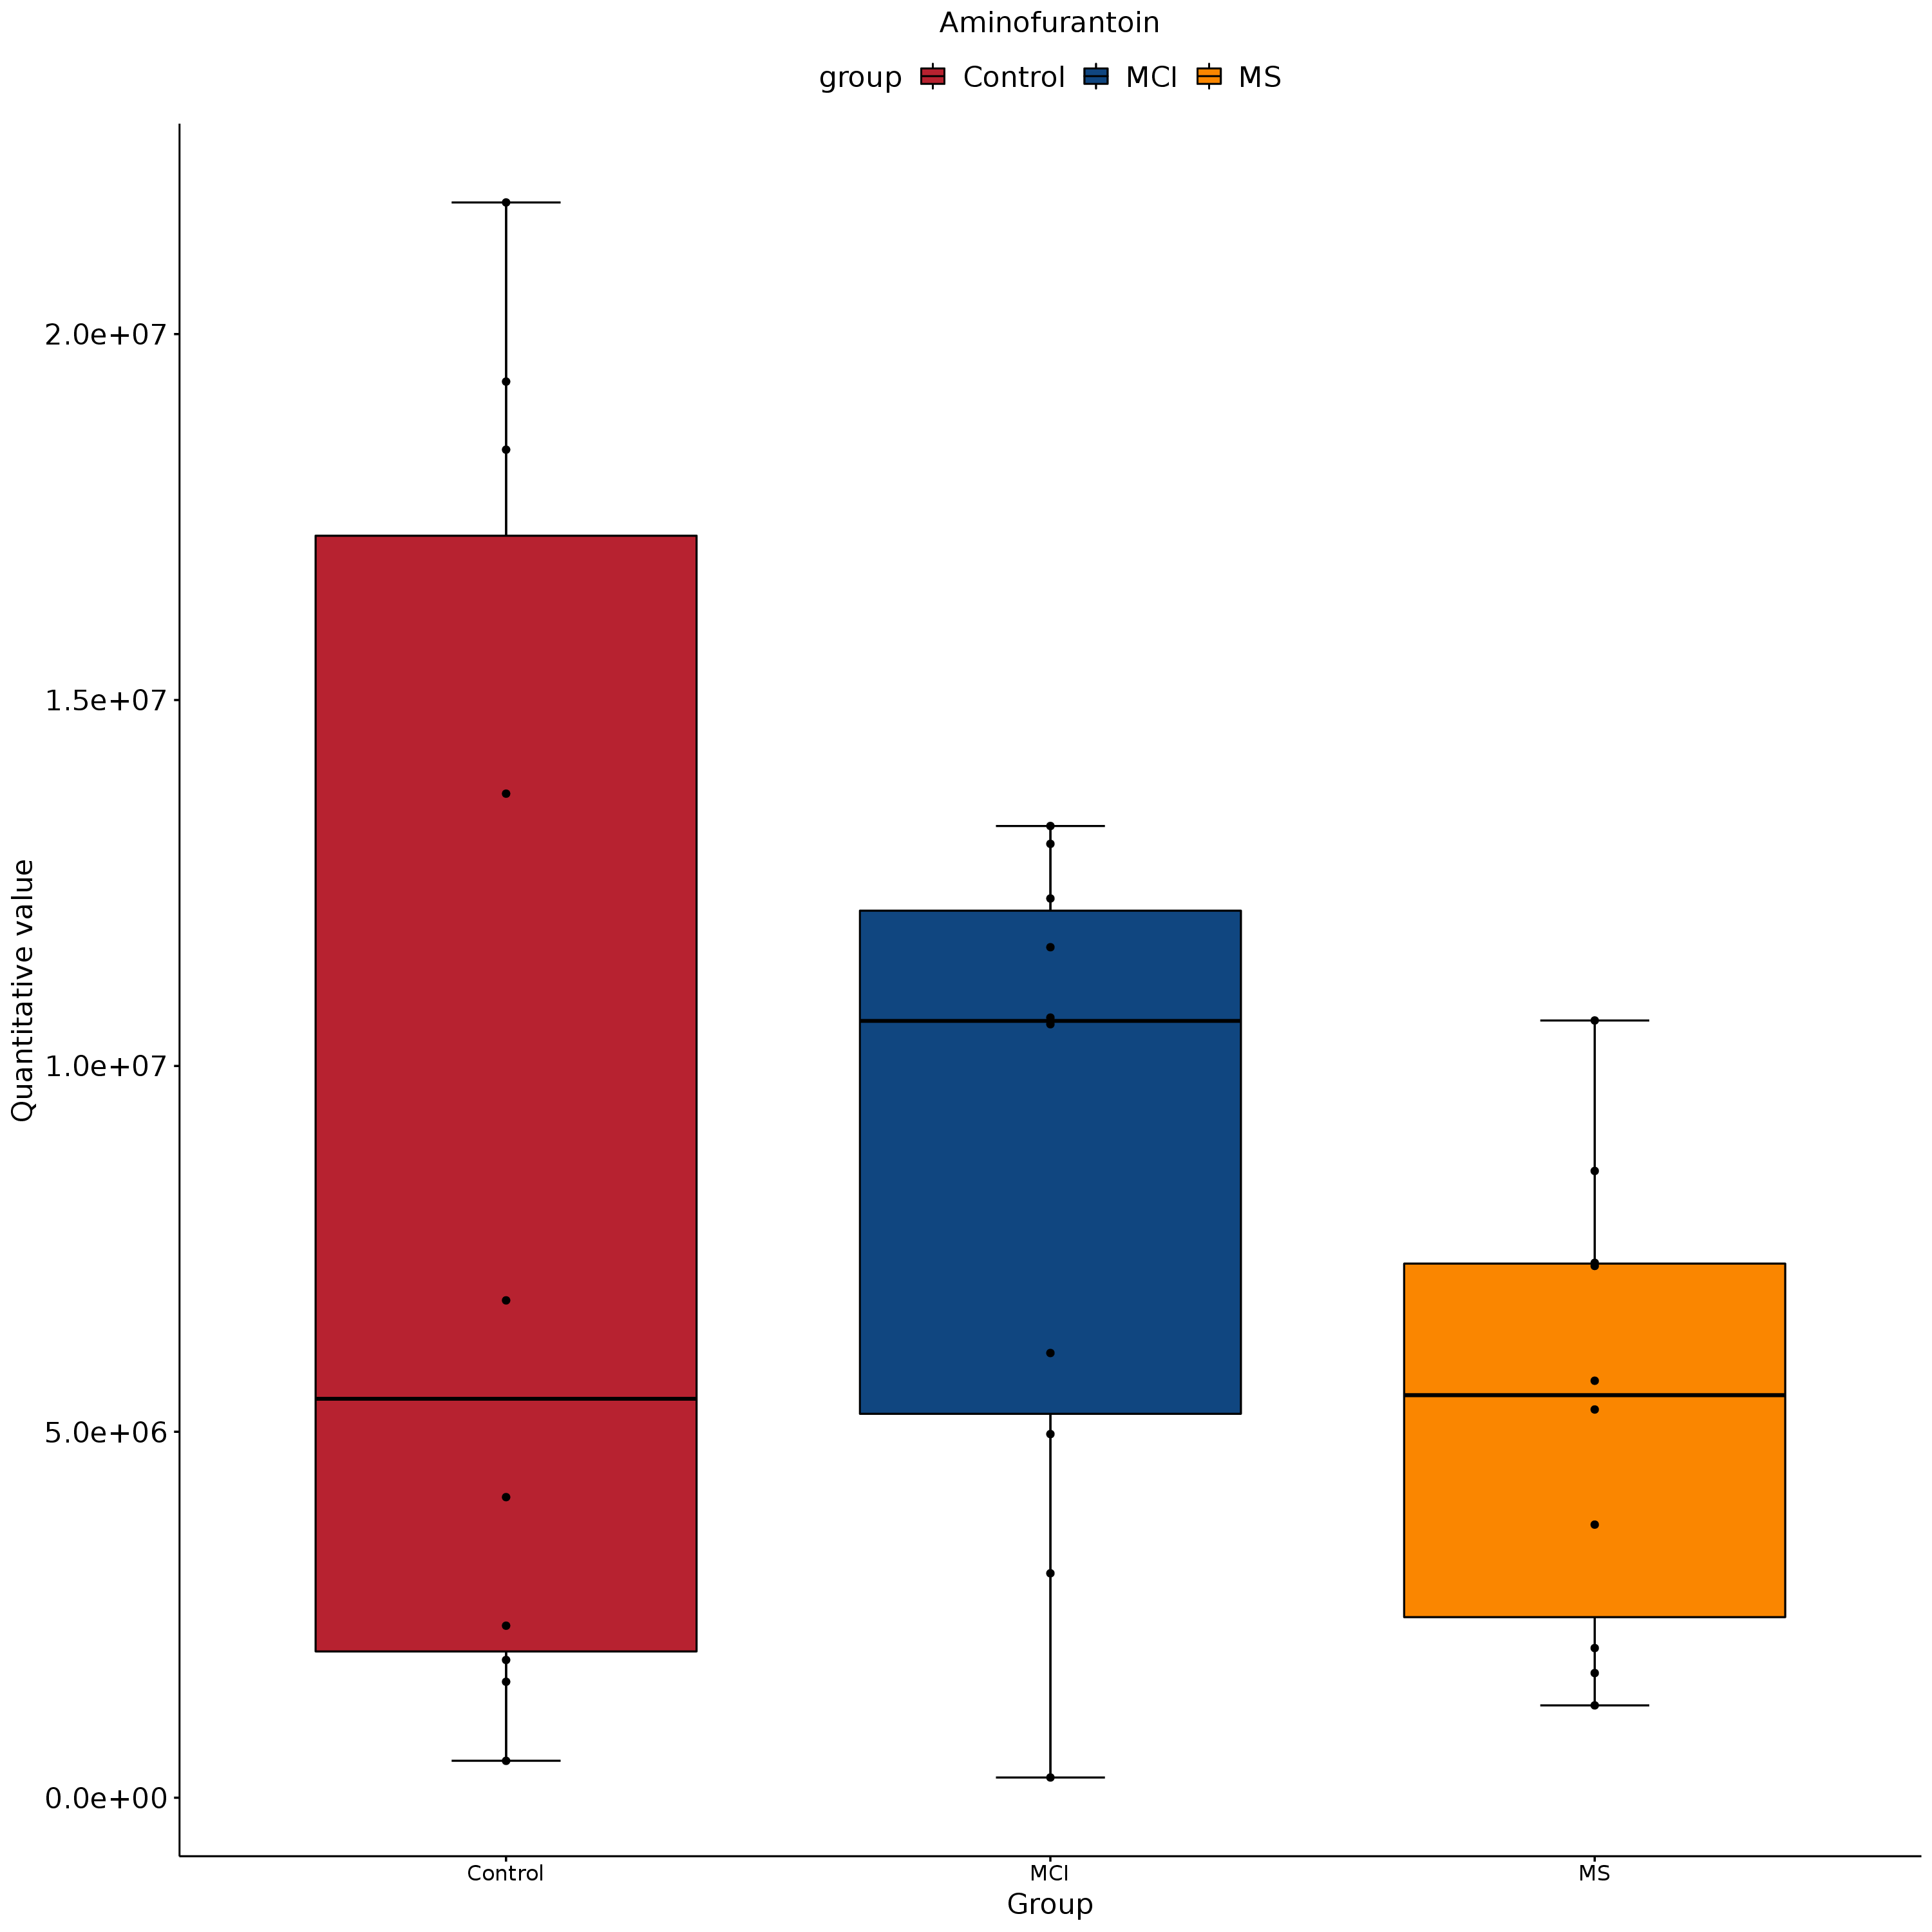 Aminofurantoin
group Control MCI MS
Quantitative value
2.0e+07
1.5e+07
1.0e+07
5.0e+06
0.0e+00
Control MCI MS
Group